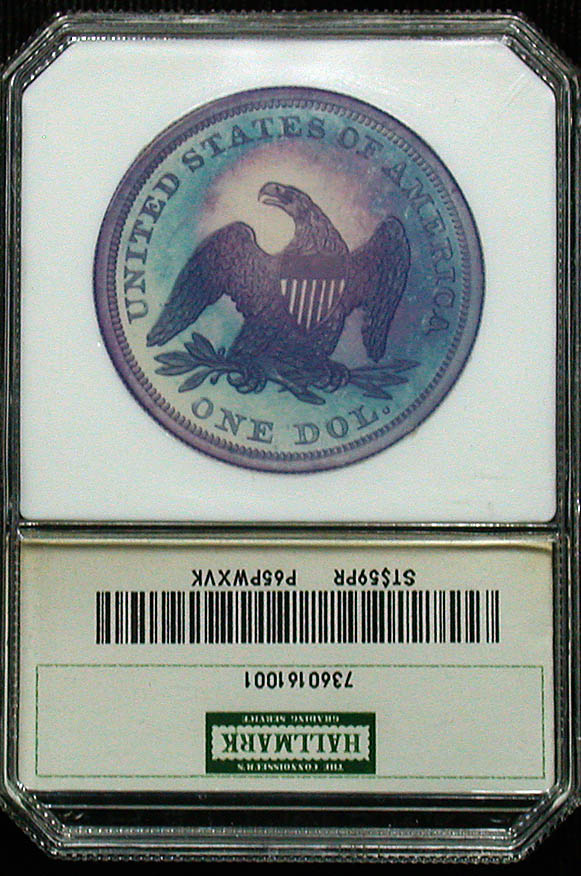 UNITED STATES OF AMERICA
ONE DOL.
THE CONNOISSEUR'S
HALLMARK
GRADING SERVICE
7360161001
ST$59PR P65PWXVK